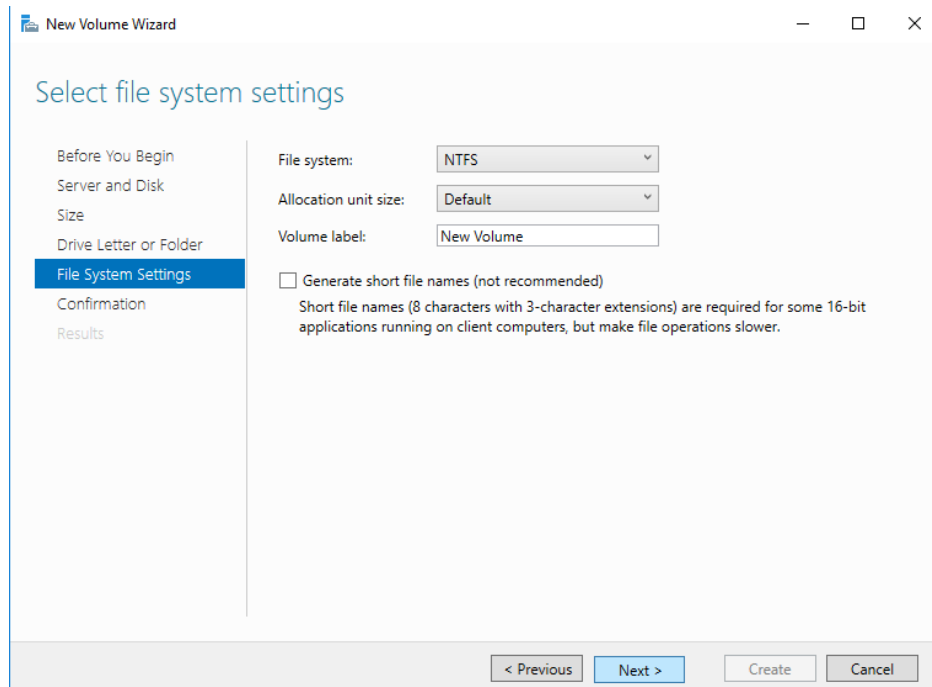 New Volume Wizard
Select file system settings
Before You Begin
Server and Disk
Size
Drive Letter or Folder
File System Settings
Confirmation
Results
File system:
NTFS
Allocation unit size:
Default
Volume label:
New Volume
Generate short file names (not recommended)
Short file names (8 characters with 3-character extensions) are required for some 16-bit
applications running on client computers, but make file operations slower.
< Previous
Next >
Create
Cancel